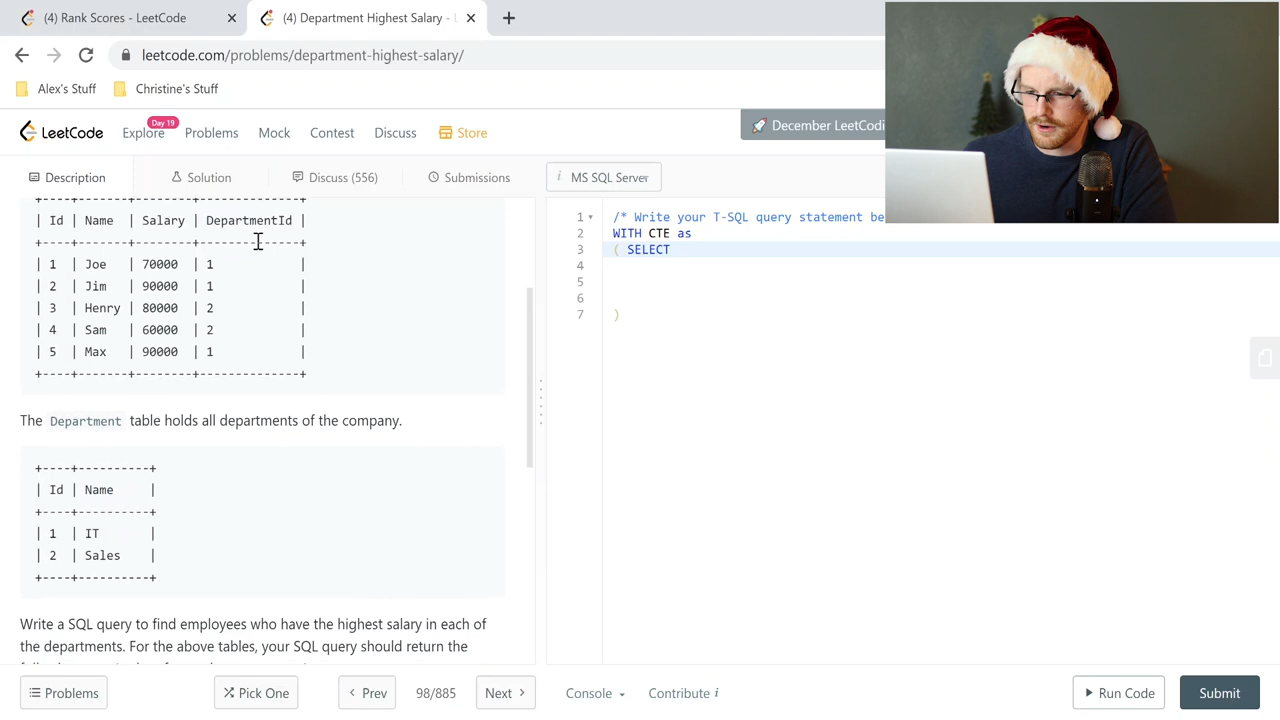 (4) Rank Scores - LeetCode
(4) Department Highest Salary - L
leetcode.com/problems/department-highest-salary/
Alex's Stuff
Christine's Stuff
LeetCode
Explore
Day 19
Problems
Mock
Contest
Discuss
Store
December LeetCodi
Description
Solution
Discuss (556)
Submissions
i MS SQL Server
+----+-------+--------+--------------+
| Id | Name | Salary | DepartmentId |
+----+-------+--------+--------------+
| 1 | Joe | 70000 | 1 |
| 2 | Jim | 90000 | 1 |
| 3 | Henry | 80000 | 2 |
| 4 | Sam | 60000 | 2 |
| 5 | Max | 90000 | 1 |
+----+-------+--------+--------------+
The Department table holds all departments of the company.
+----+----------+
| Id | Name |
+----+----------+
| 1 | IT |
| 2 | Sales |
+----+----------+
Write a SQL query to find employees who have the highest salary in each of
the departments. For the above tables, your SQL query should return the
1 /* Write your T-SQL query statement be
2 WITH CTE as
3 ( SELECT
4
5
6
7 )
Problems
Pick One
Prev
98/885
Next
Console
Contribute i
Run Code
Submit